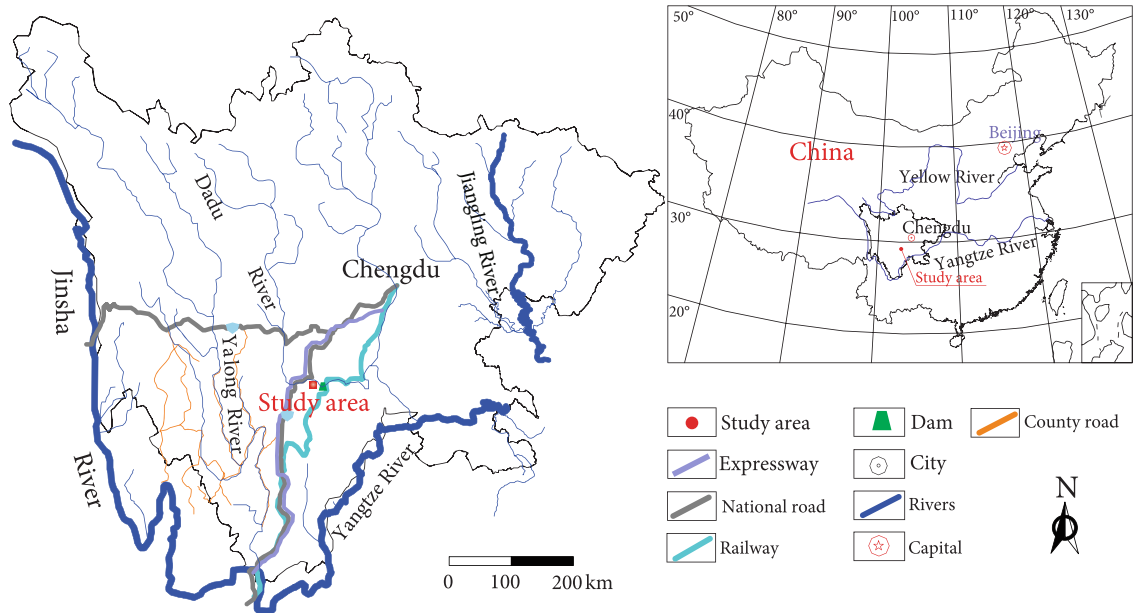 Dadu
River
Jinsha
River
Yalong
River
Chengdu
Jiangling River
Study area
Yangtze River
0 100 200 km
50° 80° 90° 100° 110° 120° 130°
40°
30°
20°
China
Beijing
Yellow River
Chengdu
Yangtze River
Study area
Study area
Dam
County road
Expressway
City
National road
Rivers
Railway
Capital
N